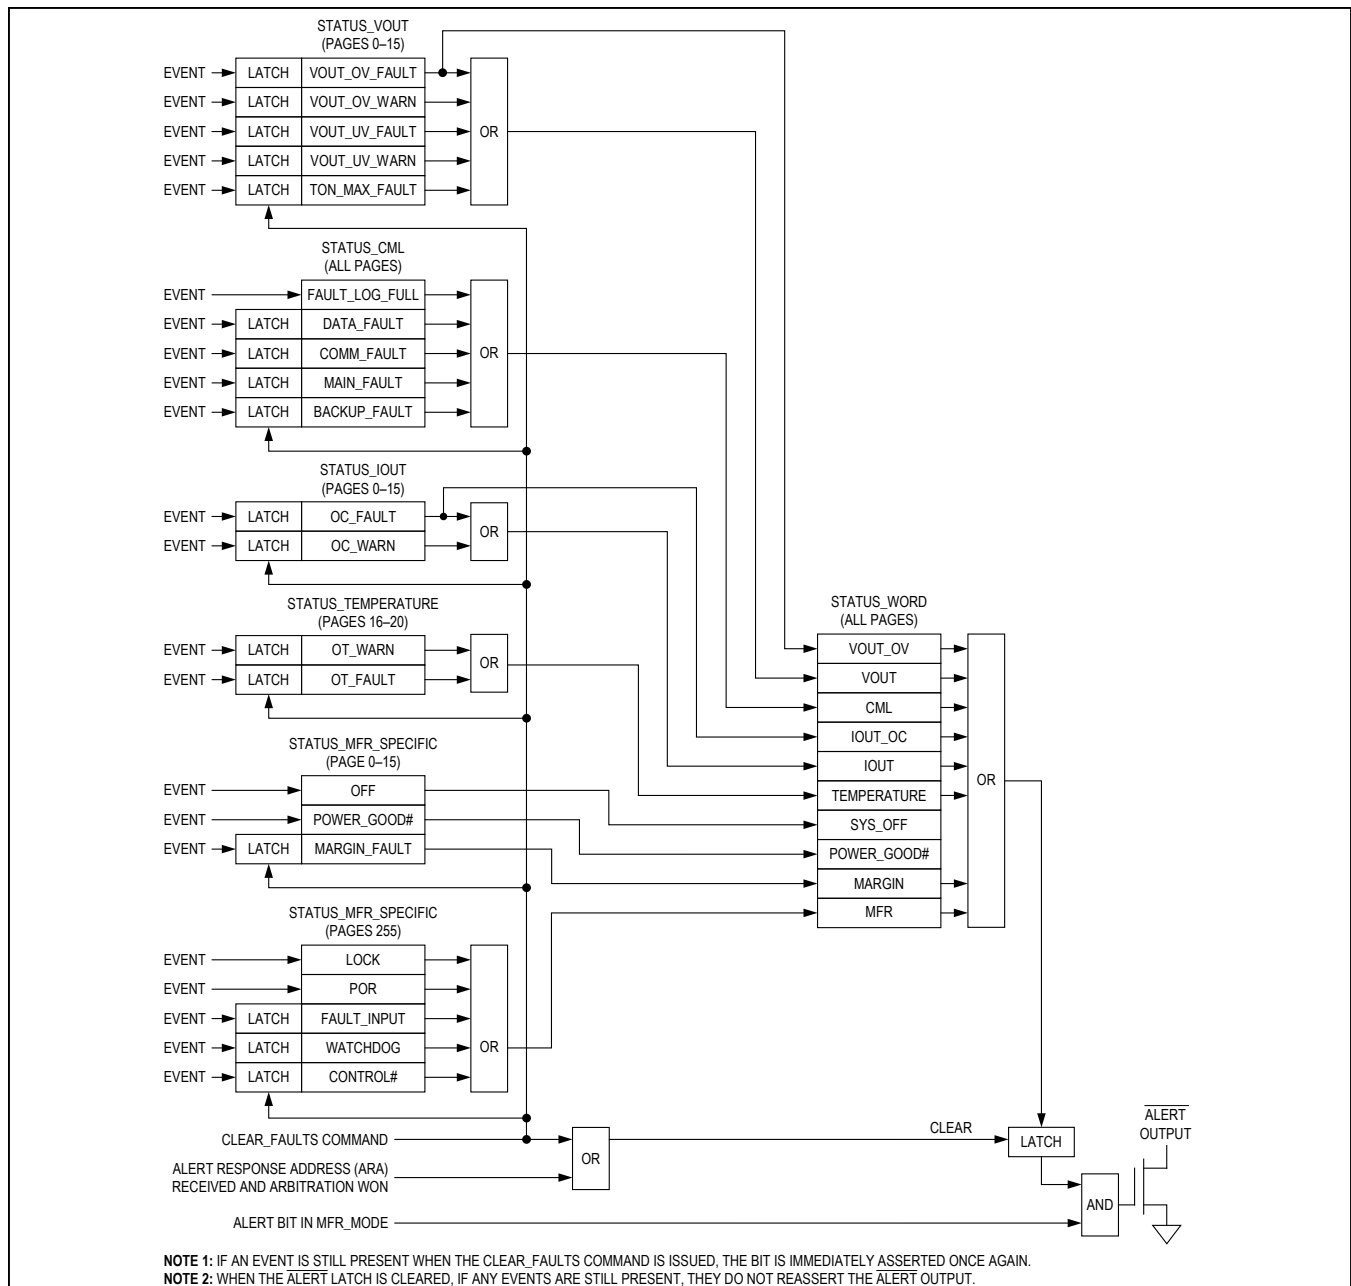 STATUS_VOUT
(PAGES 0–15)
EVENT LATCH VOUT_OV_FAULT
EVENT LATCH VOUT_OV_WARN
EVENT LATCH VOUT_UV_FAULT OR
EVENT LATCH VOUT_UV_WARN
EVENT LATCH TON_MAX_FAULT
STATUS_CML
(ALL PAGES)
EVENT FAULT_LOG_FULL
EVENT LATCH DATA_FAULT
EVENT LATCH COMM_FAULT OR
EVENT LATCH MAIN_FAULT
EVENT LATCH BACKUP_FAULT
STATUS_IOUT
(PAGES 0–15)
EVENT LATCH OC_FAULT
OR
EVENT LATCH OC_WARN
STATUS_TEMPERATURE
(PAGES 16–20)
EVENT LATCH OT_WARN
OR
EVENT LATCH OT_FAULT
STATUS_MFR_SPECIFIC
(PAGE 0–15)
EVENT OFF
EVENT POWER_GOOD#
EVENT LATCH MARGIN_FAULT
STATUS_MFR_SPECIFIC
(PAGES 255)
EVENT LOCK
EVENT POR
EVENT LATCH FAULT_INPUT
EVENT LATCH WATCHDOG OR
EVENT LATCH CONTROL#
STATUS_WORD
(ALL PAGES)
VOUT_OV
VOUT
CML
IOUT_OC
IOUT
OR
TEMPERATURE
SYS_OFF
POWER_GOOD#
MARGIN
MFR
CLEAR_FAULTS COMMAND
OR
ALERT RESPONSE ADDRESS (ARA)
RECEIVED AND ARBITRATION WON
CLEAR
LATCH
ALERT
OUTPUT
AND
ALERT BIT IN MFR_MODE
NOTE 1: IF AN EVENT IS STILL PRESENT WHEN THE CLEAR_FAULTS COMMAND IS ISSUED, THE BIT IS IMMEDIATELY ASSERTED ONCE AGAIN.
NOTE 2: WHEN THE ALERT LATCH IS CLEARED, IF ANY EVENTS ARE STILL PRESENT, THEY DO NOT REASSERT THE ALERT OUTPUT.